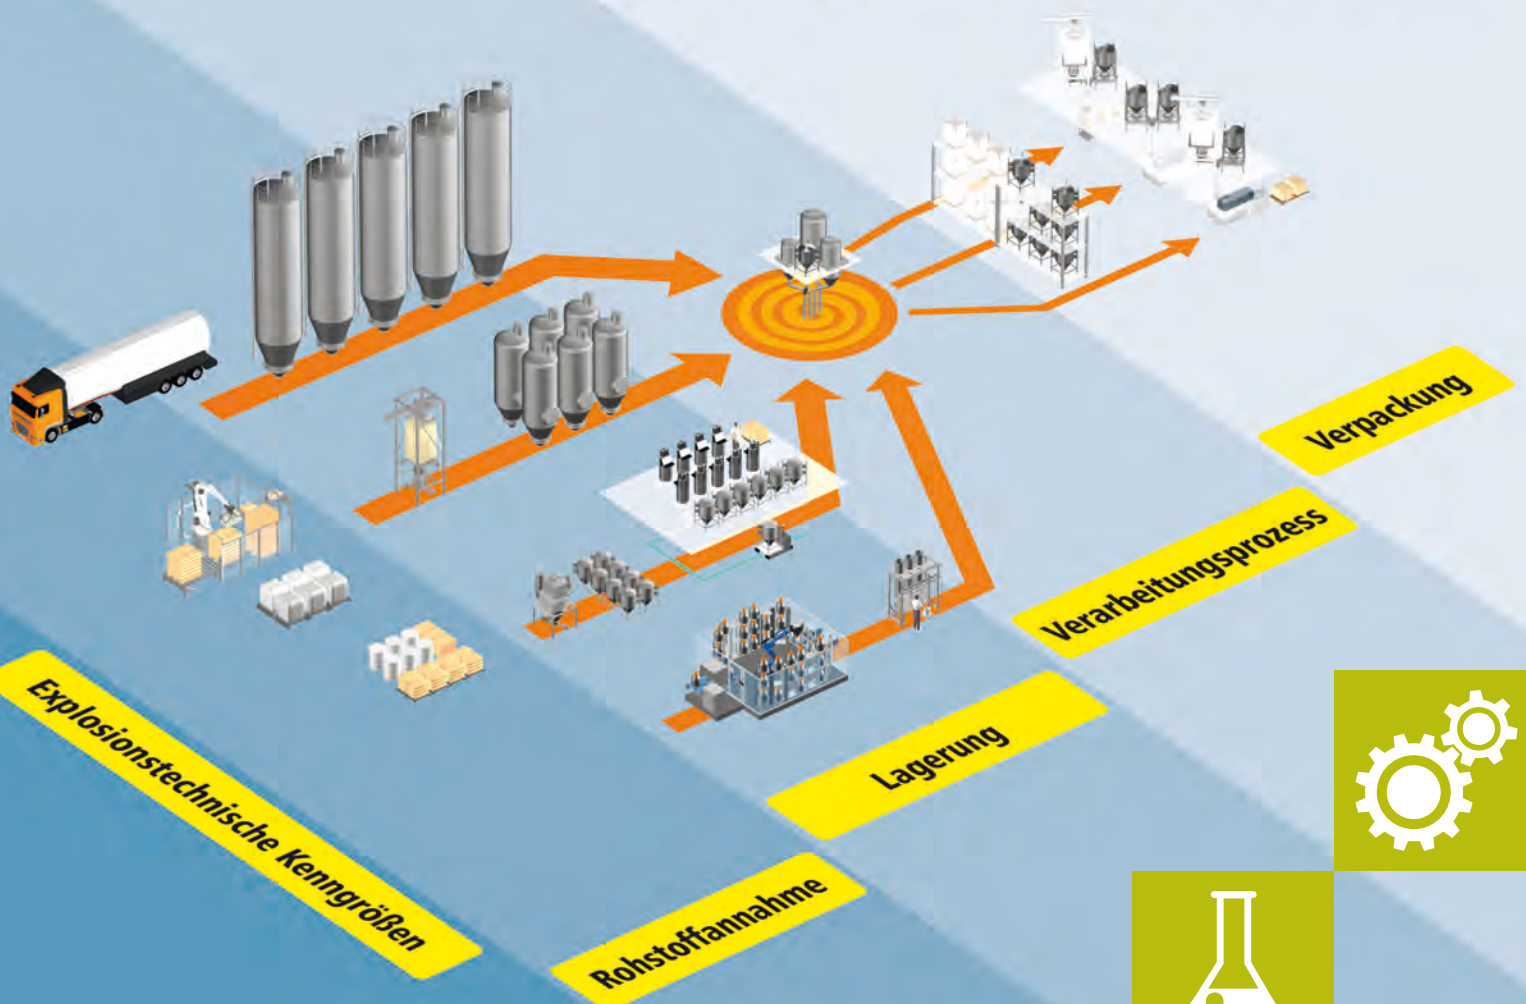 Verpackung
Verarbeitungsprozess
Lagerung
Rohstoffannahme
Explosionstechnische Kenngrößen